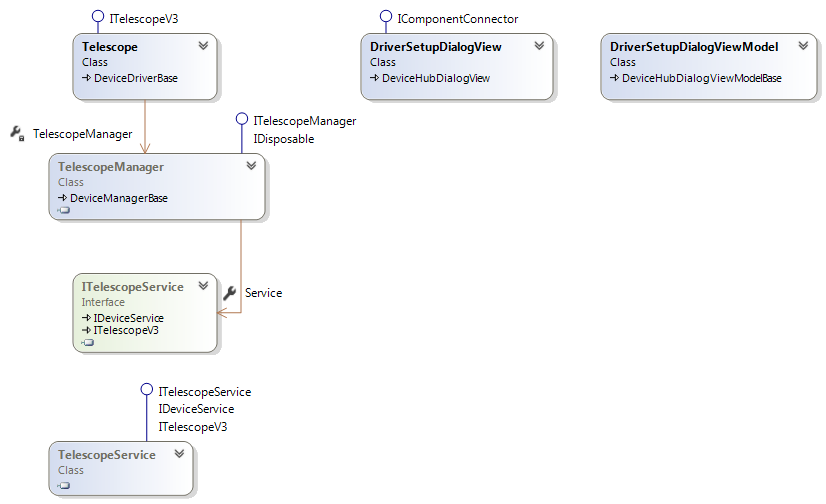 ITelescopeV3
IComponentConnector
Telescope
Class
DeviceDriverBase
DriverSetupDialogView
Class
DeviceHubDialogView
DriverSetupDialogViewModel
Class
DeviceHubDialogViewModelBase
TelescopeManager
ITelescopeManager
IDisposable
TelescopeManager
Class
DeviceManagerBase
ITelescopeService
Interface
IDeviceService
ITelescopeV3
Service
ITelescopeService
IDeviceService
ITelescopeV3
TelescopeService
Class